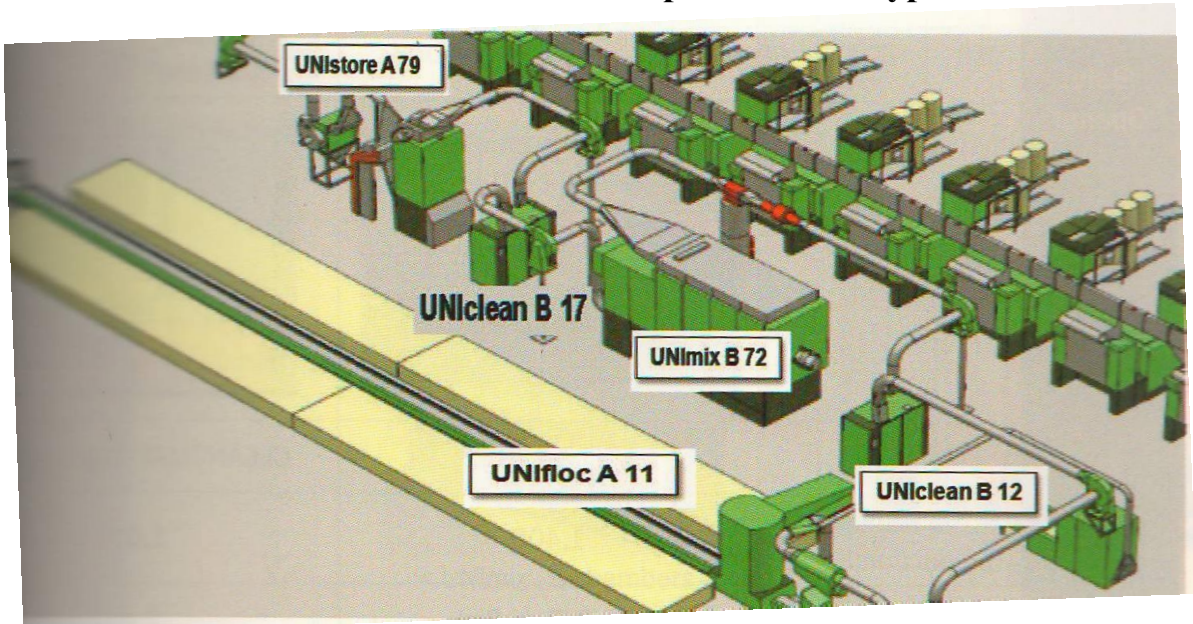 UNIstore A 79
UNIclean B 17
UNImix B 72
UNIfloc A 11
UNIclean B 12